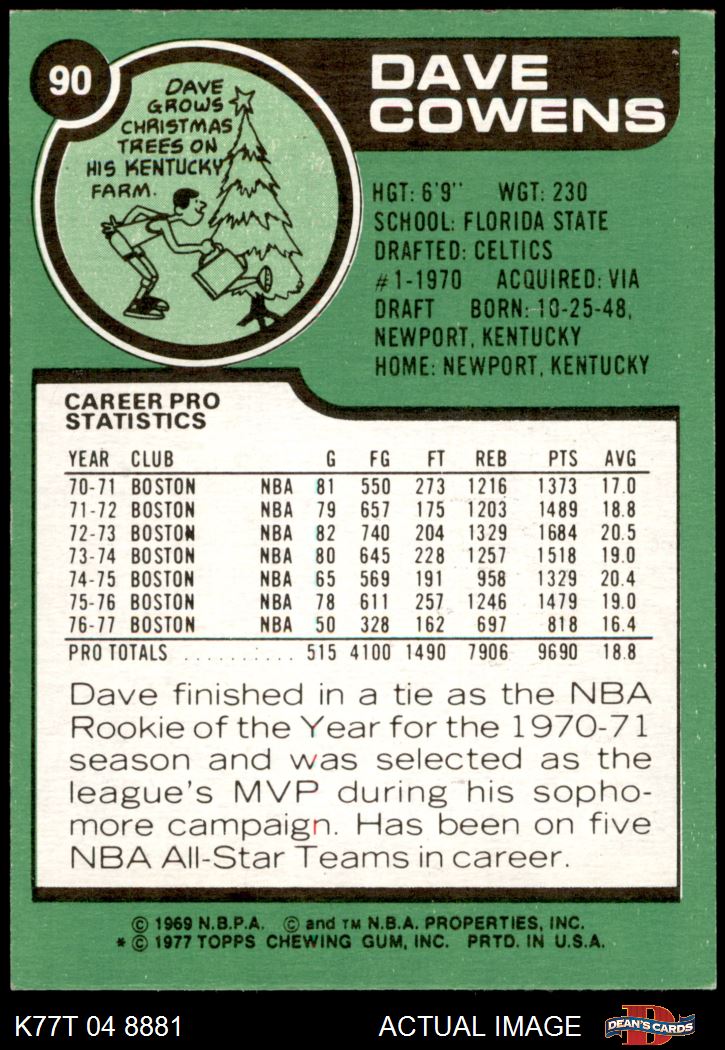 90
DAVE
GROWS
CHRISTMAS
TREES ON
HIS KENTUCKY
FARM.
DAVE
COWENS
HGT: 6'9" WGT: 230
SCHOOL: FLORIDA STATE
DRAFTED: CELTICS
#1-1970 ACQUIRED: VIA
DRAFT BORN: 10-25-48,
NEWPORT, KENTUCKY
HOME: NEWPORT, KENTUCKY
CAREER PRO
STATISTICS
YEAR CLUB G FG FT REB PTS AVG
70-71 BOSTON NBA 81 550 273 1216 1373 17.0
71-72 BOSTON NBA 79 657 175 1203 1489 18.8
72-73 BOSTON NBA 82 740 204 1329 1684 20.5
73-74 BOSTON NBA 80 645 228 1257 1518 19.0
74-75 BOSTON NBA 65 569 191 958 1329 20.4
75-76 BOSTON NBA 78 611 257 1246 1479 19.0
76-77 BOSTON NBA 50 328 162 697 818 16.4
PRO TOTALS .......... 515 4100 1490 7906 9690 18.8
Dave finished in a tie as the NBA
Rookie of the Year for the 1970-71
season and was selected as the
league's MVP during his sopho-
more campaign. Has been on five
NBA All-Star Teams in career.
© 1969 N.B.P.A. © and TM N.B.A. PROPERTIES, INC.
* © 1977 TOPPS CHEWING GUM, INC. PRTD. IN U.S.A.
K77T 04 8881 ACTUAL IMAGE
D
DEAN'S CARDS